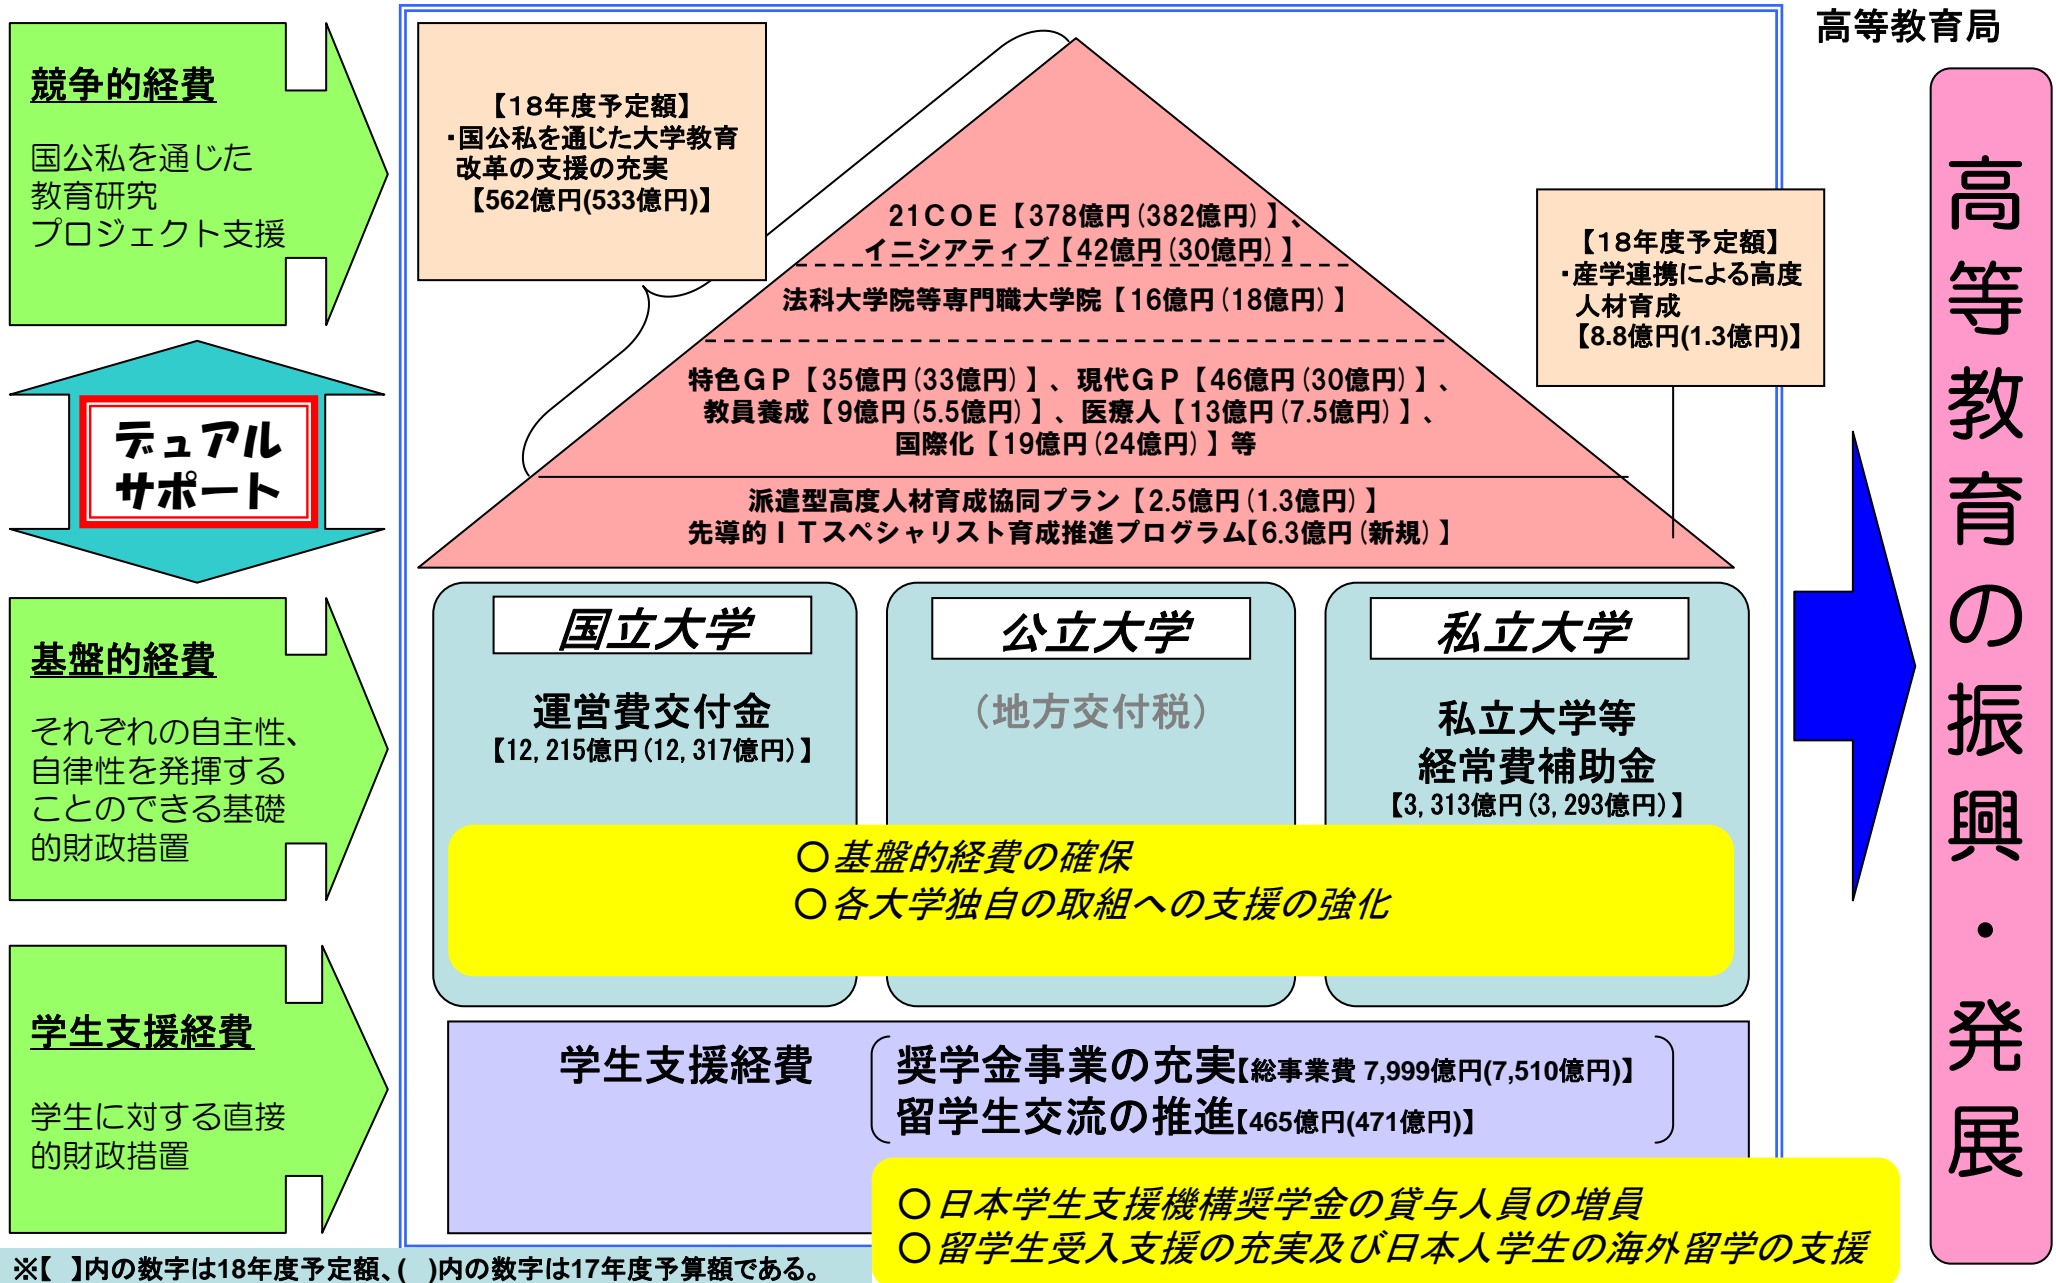 高等教育局
競争的経費
国公私を通じた
教育研究
プロジェクト支援
デュアル
サポート
基盤的経費
それぞれの自主性、
自律性を発揮する
ことのできる基礎
的財政措置
学生支援経費
学生に対する直接
的財政措置
【18年度予定額】
・国公私を通じた大学教育
改革の支援の充実
【562億円(533億円)】
21ＣＯＥ【378億円(382億円)】、
イニシアティブ【42億円(30億円)】
法科大学院等専門職大学院【16億円(18億円)】
特色ＧＰ【35億円(33億円)】、現代ＧＰ【46億円(30億円)】、
教員養成【9億円(5.5億円)】、医療人【13億円(7.5億円)】、
国際化【19億円(24億円)】等
派遣型高度人材育成協同プラン【2.5億円(1.3億円)】
先導的ＩＴスペシャリスト育成推進プログラム【6.3億円(新規)】
【18年度予定額】
・産学連携による高度
人材育成
【8.8億円(1.3億円)】
国立大学
運営費交付金
【12,215億円(12,317億円)】
公立大学
（地方交付税）
私立大学
私立大学等
経常費補助金
【3,313億円(3,293億円)】
○基盤的経費の確保
○各大学独自の取組への支援の強化
学生支援経費
奨学金事業の充実【総事業費 7,999億円(7,510億円)】
留学生交流の推進【465億円(471億円)】
○日本学生支援機構奨学金の貸与人員の増員
○留学生受入支援の充実及び日本人学生の海外留学の支援
※【　】内の数字は18年度予定額、(　)内の数字は17年度予算額である。
高等教育の振興・発展